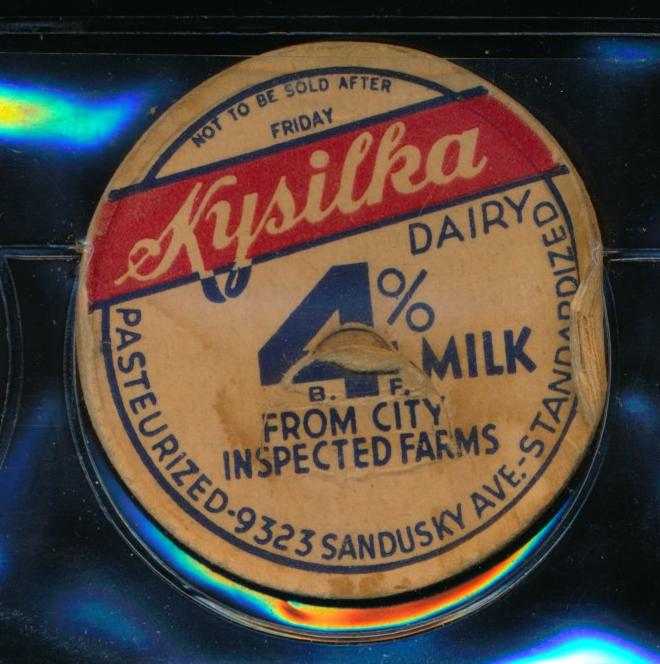 NOT TO BE SOLD AFTER
FRIDAY
Kysilka
DAIRY
4%
MILK
B. F.
FROM CITY
INSPECTED FARMS
PASTEURIZED-9323 SANDUSKY AVE.-STANDARDIZED